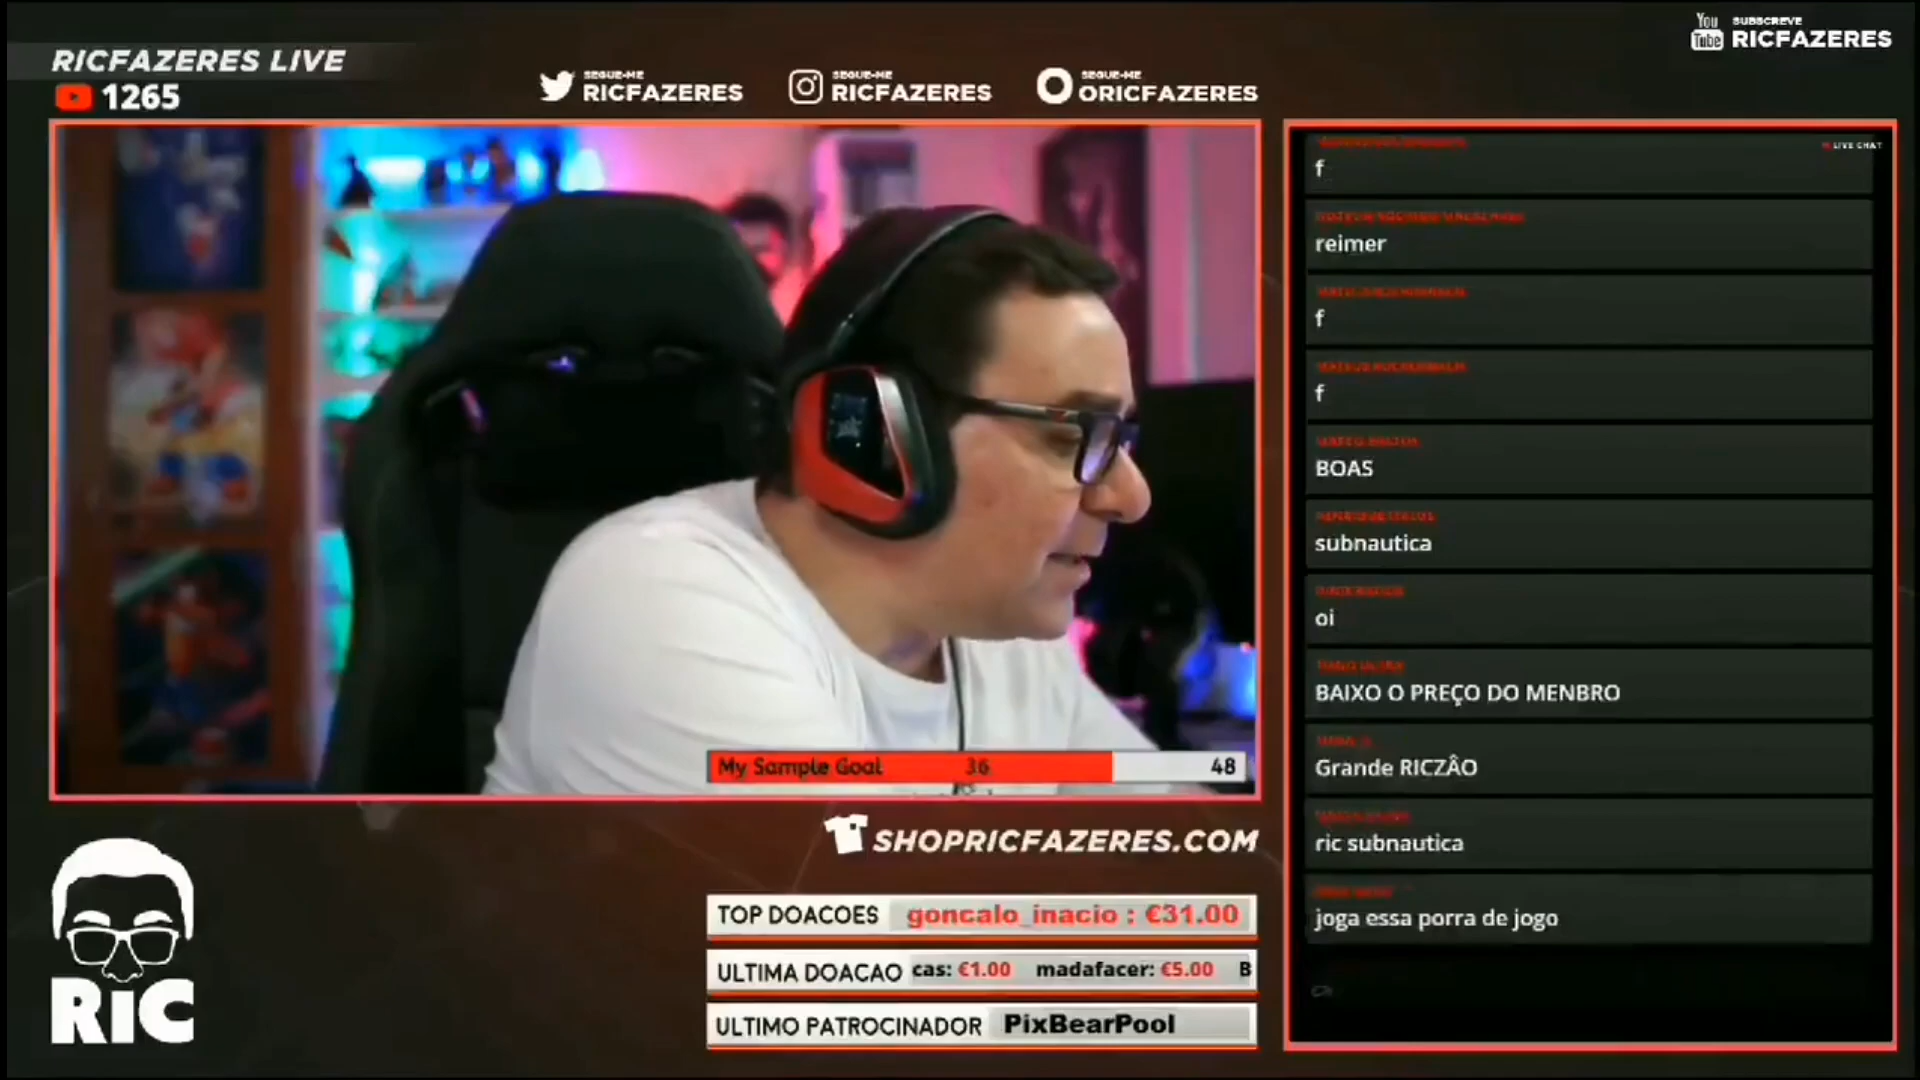 RICFAZERES LIVE
1265
SEGUE-ME
RICFAZERES
SEGUE-ME
RICFAZERES
SEGUE-ME
ORICFAZERES
You
Tube
SUBSCREVE
RICFAZERES
LIVE CHAT
f
reimer
f
f
BOAS
subnautica
oi
BAIXO O PREÇO DO MENBRO
Grande RICZÂO
ric subnautica
joga essa porra de jogo
My Sample Goal 36 48
SHOPRICFAZERES.COM
RIC
TOP DOACOES goncalo_inacio : €31.00
ULTIMA DOACAO cas: €1.00 madafacer: €5.00 B
ULTIMO PATROCINADOR PixBearPool